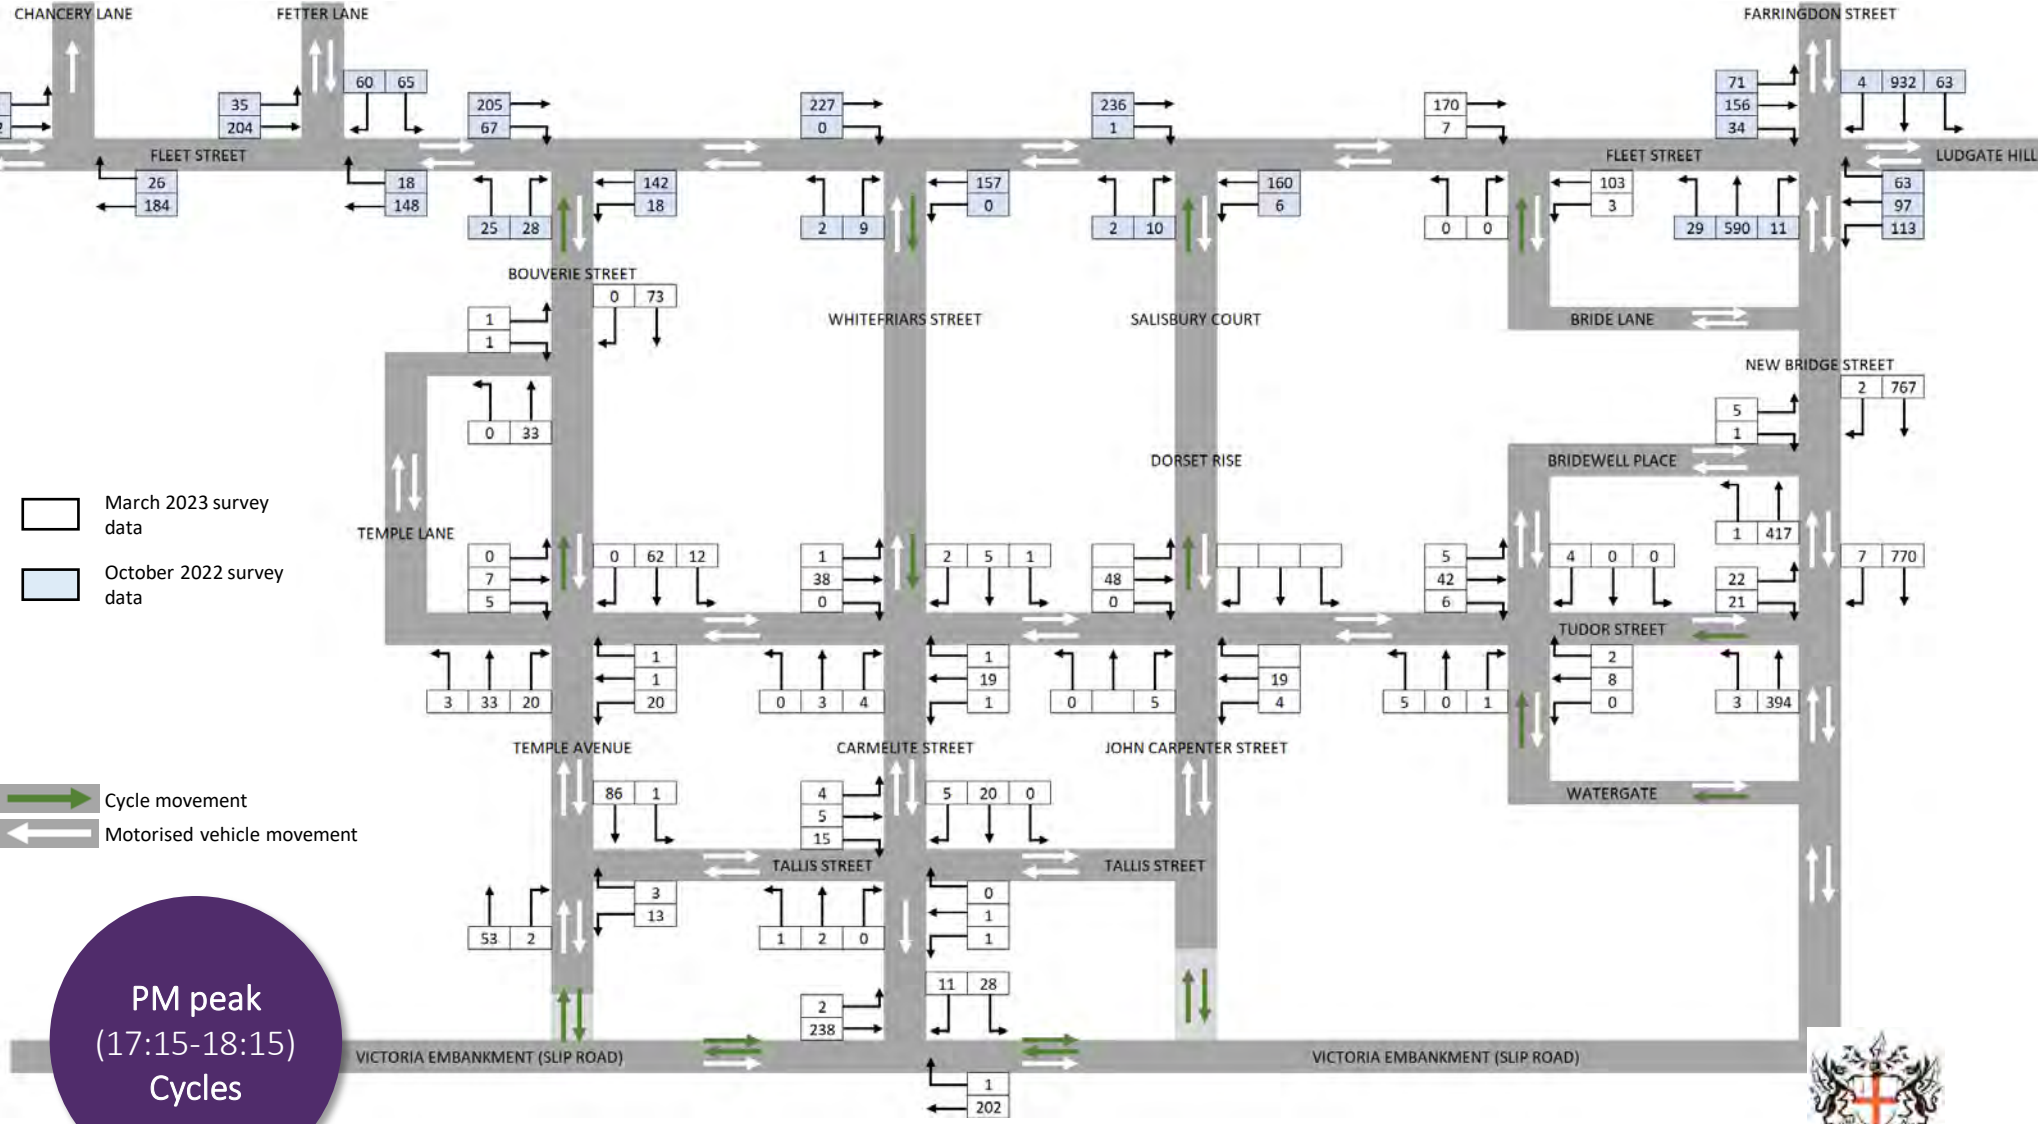 CHANCERY LANE
FETTER LANE
FARRINGDON STREET
60 65
71
156
34
4 932 63
2
35
204
205
67
227
0
236
1
170
7
FLEET STREET
FLEET STREET
LUDGATE HILL
26
184
18
148
142
18
157
0
160
6
103
3
63
97
113
25 28
2 9
2 10
0 0
29 590 11
BOUVERIE STREET
0 73
1
1
WHITEFRIARS STREET
SALISBURY COURT
BRIDE LANE
NEW BRIDGE STREET
2 767
5
1
0 33
DORSET RISE
BRIDEWELL PLACE
March 2023 survey
data
TEMPLE LANE
1 417
October 2022 survey
data
0
7
5
0 62 12
1
38
0
2 5 1
48
0
5
42
6
4 0 0
22
21
7 770
TUDOR STREET
1
1
20
1
19
1
19
4
2
8
0
3 33 20
0 3 4
0 5
5 0 1
3 394
TEMPLE AVENUE
CARMELITE STREET
JOHN CARPENTER STREET
Cycle movement
Motorised vehicle movement
86 1
4
5
15
5 20 0
WATERGATE
TALLIS STREET
TALLIS STREET
3
13
0
1
1
53 2
1 2 0
11 28
2
238
PM peak
(17:15-18:15)
Cycles
VICTORIA EMBANKMENT (SLIP ROAD)
VICTORIA EMBANKMENT (SLIP ROAD)
1
202